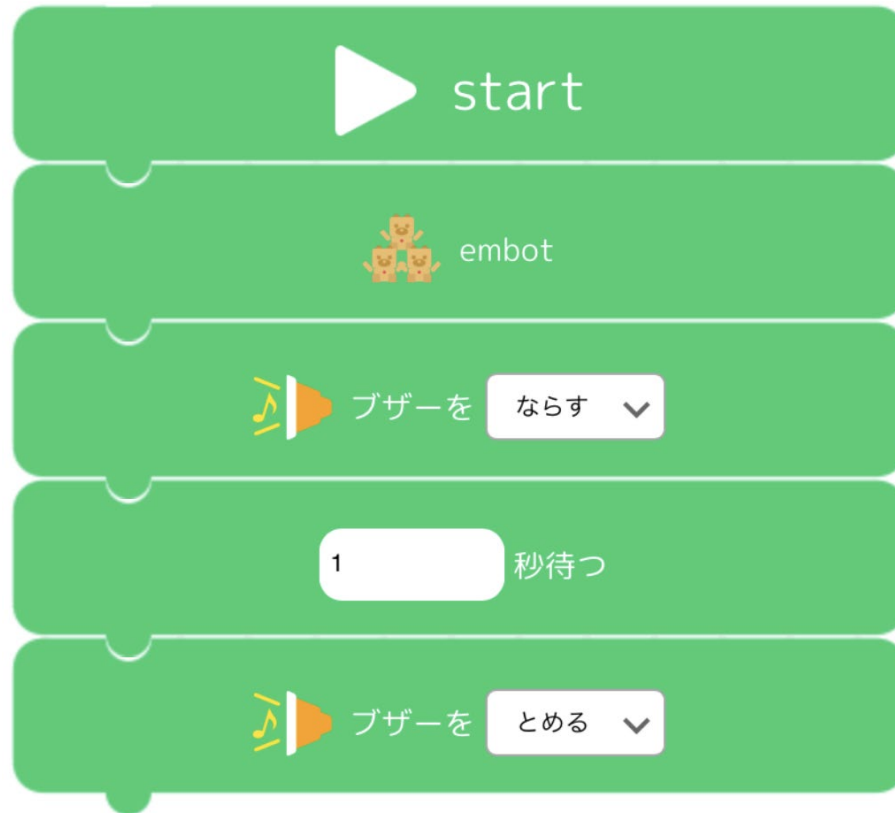 start
embot
ブザーを ならす
1 秒待つ
ブザーを とめる